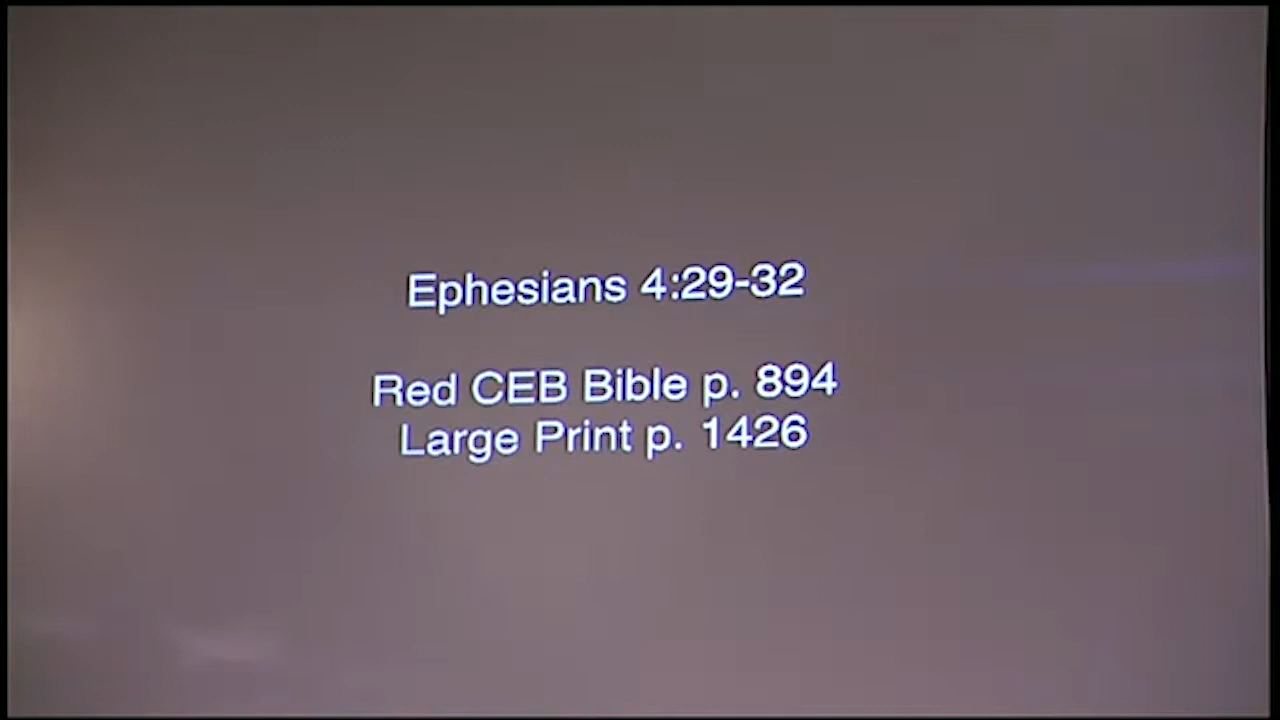 Ephesians 4:29-32
Red CEB Bible p. 894
Large Print p. 1426